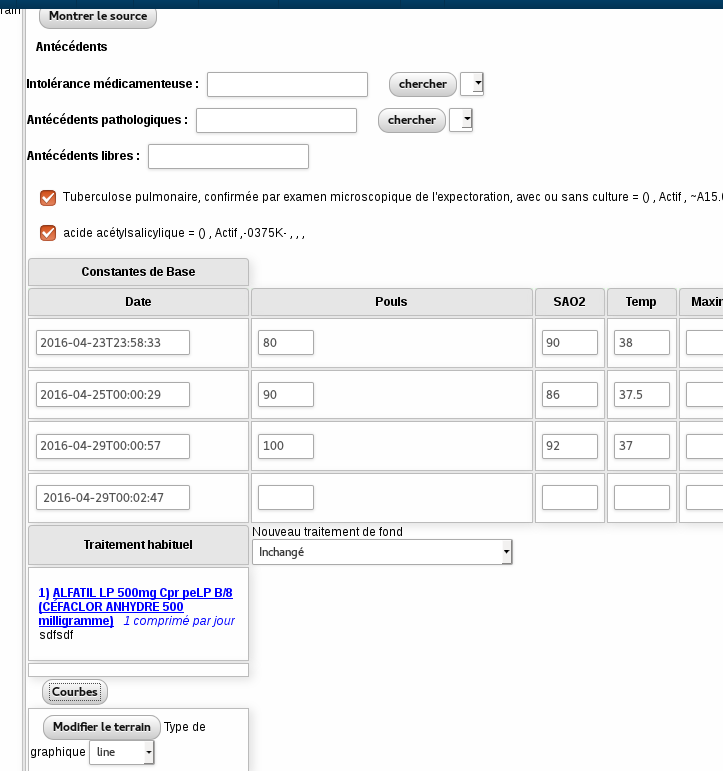 Montrer le source
Antécédents
Intolérance médicamenteuse : chercher
Antécédents pathologiques : chercher
Antécédents libres :
Tuberculose pulmonaire, confirmée par examen microscopique de l'expectoration, avec ou sans culture = () , Actif , ~A15.
acide acétylsalicylique = () , Actif ,-0375K- , , ,
Constantes de Base
Date Pouls SAO2 Temp
2016-04-23T23:58:33 80 90 38
2016-04-25T00:00:29 90 86 37.5
2016-04-29T00:00:57 100 92 37
2016-04-29T00:02:47
Traitement habituel
Nouveau traitement de fond
Inchangé
1) ALFATIL LP 500mg Cpr peLP B/8
(CÉFACLOR ANHYDRE 500
milligramme) 1 comprimé par jour
sdfsdf
Courbes
Modifier le terrain Type de
graphique line